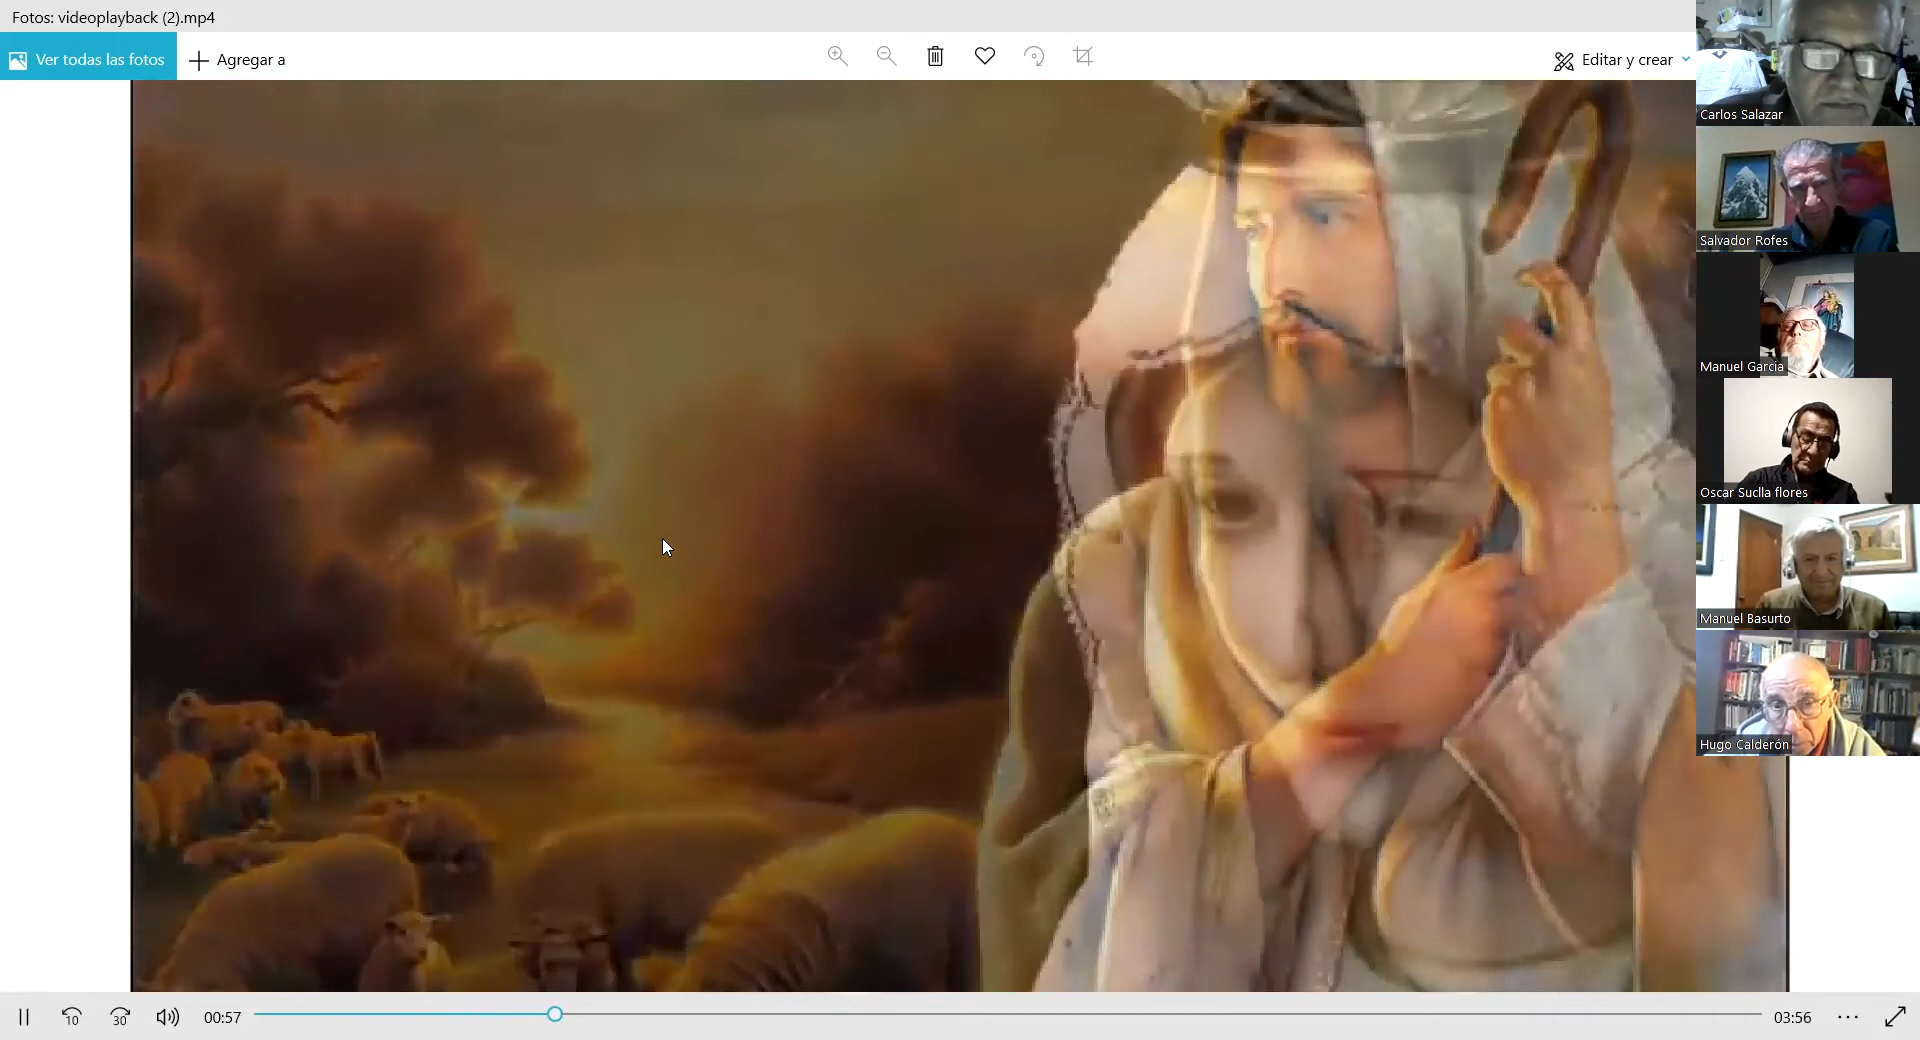 Fotos: videoplayback (2).mp4
Ver todas las fotos
Agregar a
Editar y crear
Carlos Salazar
Salvador Rofes
Manuel Garcia
Oscar Suclla flores
Manuel Basurto
Hugo Calderón
10
30
00:57
03:56